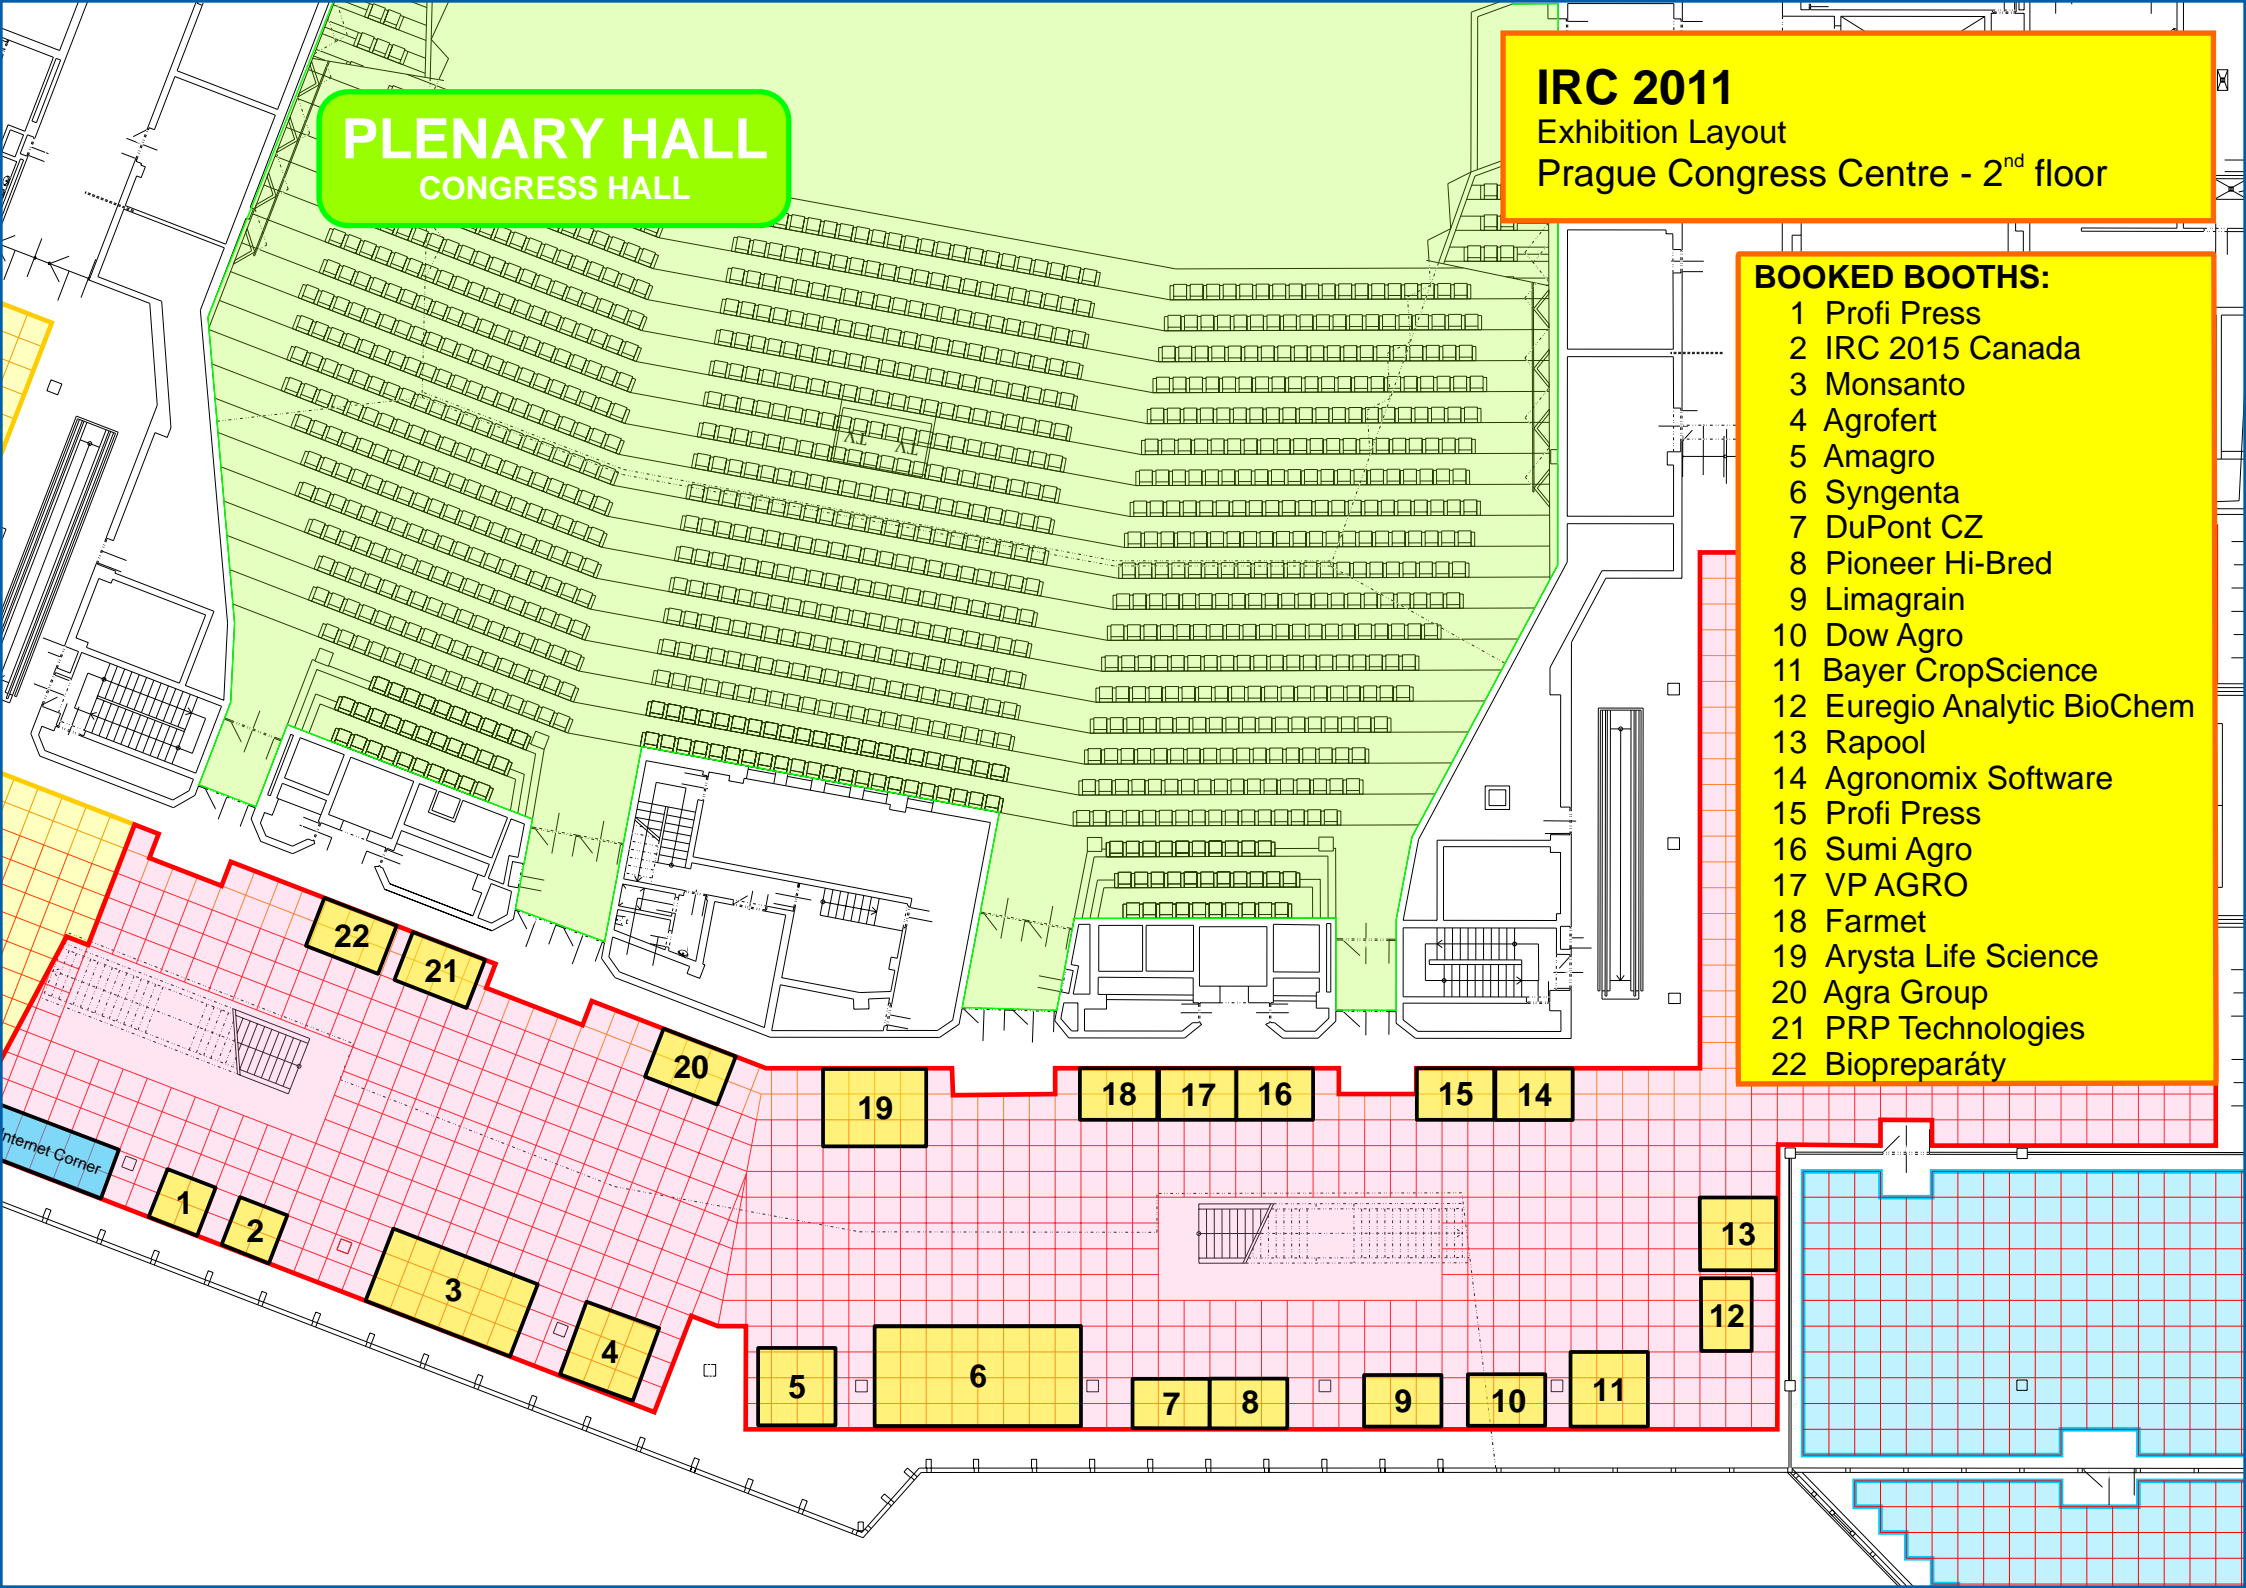 PLENARY HALL
CONGRESS HALL
IRC 2011
Exhibition Layout
Prague Congress Centre - 2nd floor
BOOKED BOOTHS:
1 Profi Press
2 IRC 2015 Canada
3 Monsanto
4 Agrofert
5 Amagro
6 Syngenta
7 DuPont CZ
8 Pioneer Hi-Bred
9 Limagrain
10 Dow Agro
11 Bayer CropScience
12 Euregio Analytic BioChem
13 Rapool
14 Agronomix Software
15 Profi Press
16 Sumi Agro
17 VP AGRO
18 Farmet
19 Arysta Life Science
20 Agra Group
21 PRP Technologies
22 Biopreparáty
TV
TV
22
21
20
19
18
17
16
15
14
Internet Corner
1
2
3
4
5
6
7
8
9
10
11
12
13